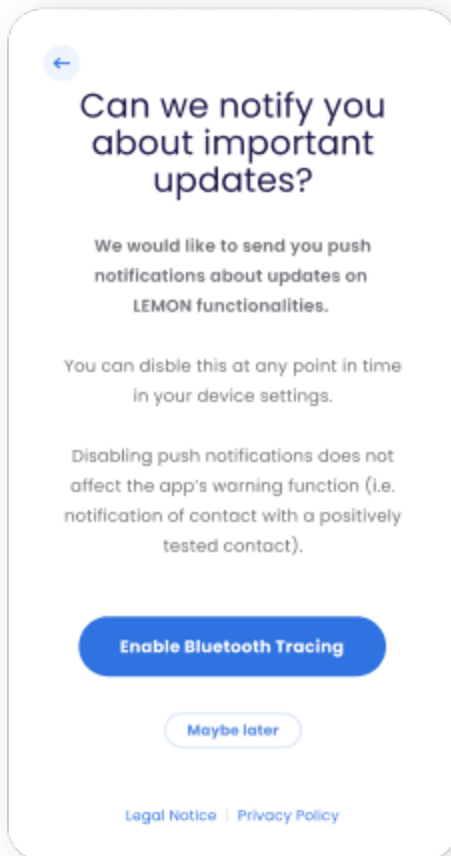 Can we notify you
about important
updates?
We would like to send you push
notifications about updates on
LEMON functionalities.
You can disble this at any point in time
in your device settings.
Disabling push notifications does not
affect the app's warning function (i.e.
notification of contact with a positively
tested contact).
Enable Bluetooth Tracing
Maybe later
Legal Notice | Privacy Policy